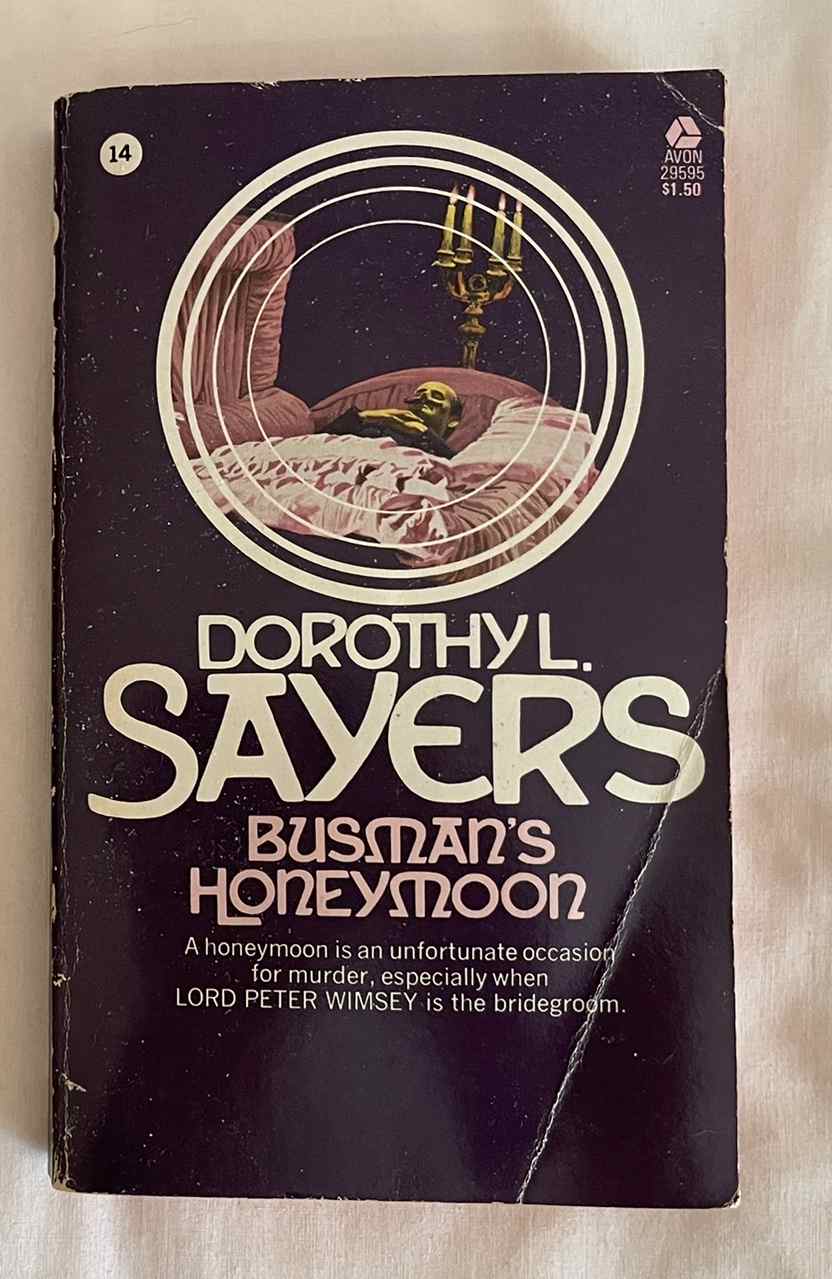 14
AVON
29595
$1.50
DOROTHY L.
SAYERS
BUSMAN'S
HONEYMOON
A honeymoon is an unfortunate occasion
for murder, especially when
LORD PETER WIMSEY is the bridegroom.